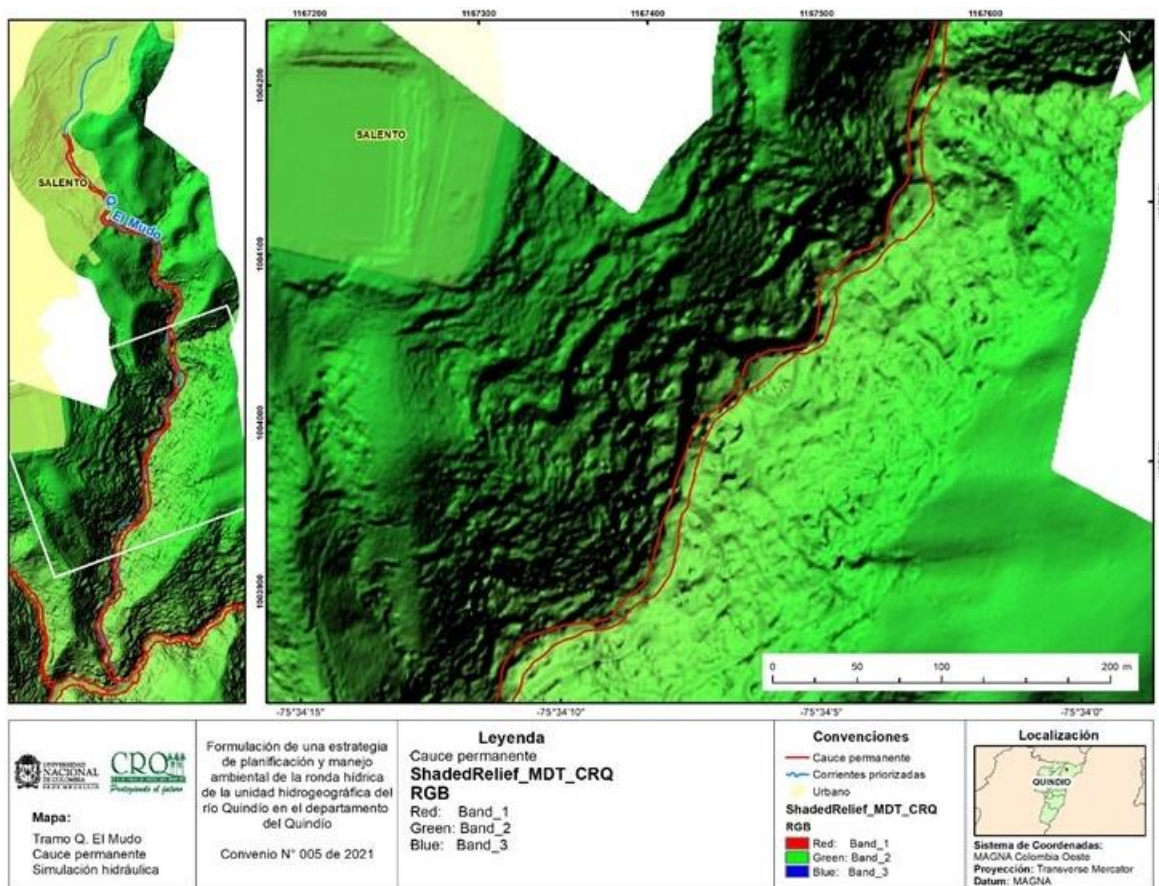 1167200
1167300
1167400
1167500
1167600
N
SALENTO
Q. El Mudo
SALENTO
1004200
1004100
1004000
1003900
0 50 100 200 m
-75°34'15"
-75°34'10"
-75°34'5"
-75°34'0"
UNIVERSIDAD
NACIONAL
DE COLOMBIA
CRQ
Protegiendo el futuro
Mapa:
Tramo Q. El Mudo
Cauce permanente
Simulación hidráulica
Formulación de una estrategia
de planificación y manejo
ambiental de la ronda hídrica
de la unidad hidrogeográfica del
río Quindío en el departamento
del Quindío
Convenio N° 005 de 2021
Leyenda
Cauce permanente
ShadedRelief_MDT_CRQ
RGB
Red: Band_1
Green: Band_2
Blue: Band_3
Convenciones
Cauce permanente
Corrientes priorizadas
Urbano
ShadedRelief_MDT_CRQ
RGB
Red: Band_1
Green: Band_2
Blue: Band_3
Localización
QUINDIO
Sistema de Coordenadas:
MAGNA Colombia Oeste
Proyección: Transverse Mercator
Datum: MAGNA